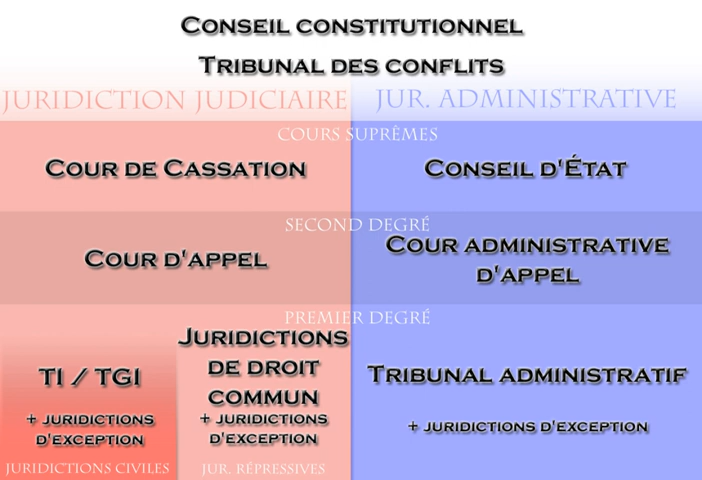 Conseil constitutionnel
Tribunal des conflits
JURIDICTION JUDICIAIRE
JUR. ADMINISTRATIVE
COURS SUPRÊMES
Cour de Cassation
Conseil d'État
SECOND DEGRÉ
Cour d'appel
Cour administrative
d'appel
PREMIER DEGRÉ
TI / TGI
+ juridictions
d'exception
JURIDICTIONS CIVILES
Juridictions
de droit
commun
+ juridictions
d'exception
JUR. RÉPRESSIVES
Tribunal administratif
+ juridictions d'exception